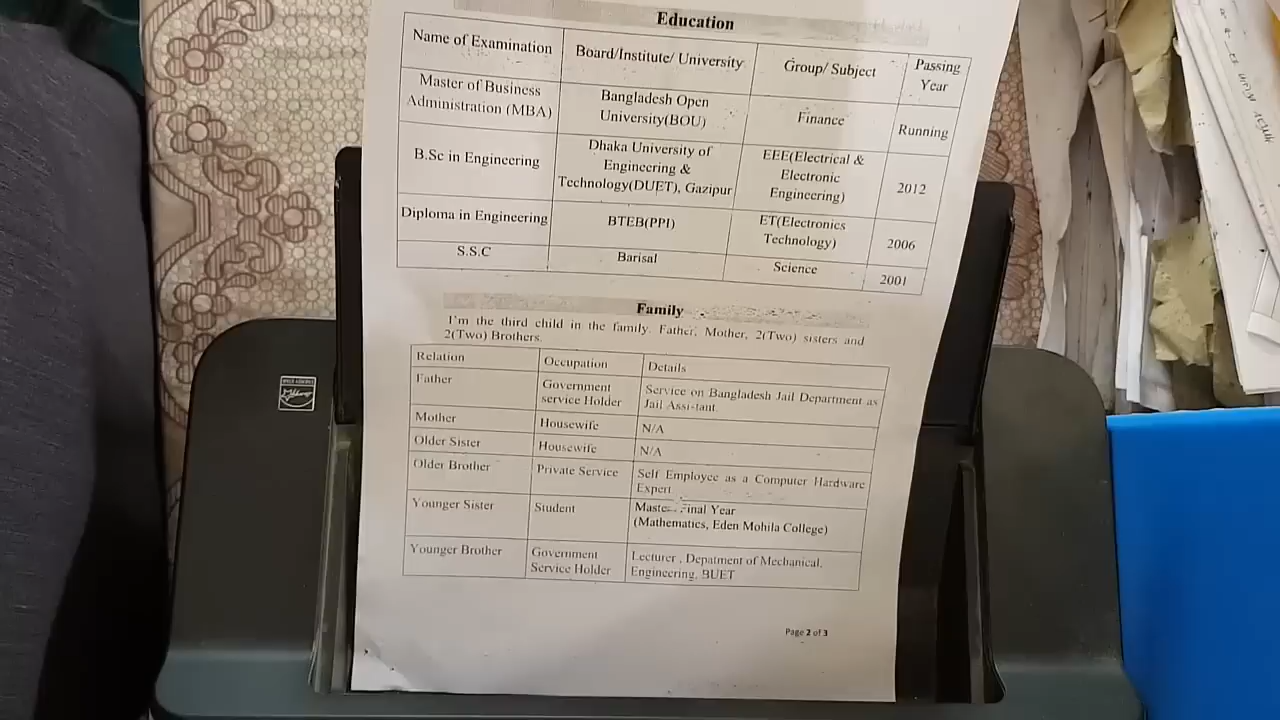 Education
Name of Examination Board/Institute/ University Group/ Subject Passing Year
Master of Business Administration (MBA) Bangladesh Open University(BOU) Finance Running
B.Sc in Engineering Dhaka University of Engineering & Technology(DUET), Gazipur EEE(Electrical & Electronic Engineering) 2012
Diploma in Engineering BTEB(PPI) ET(Electronics Technology) 2006
S.S.C Barisal Science 2001
Family
I'm the third child in the family. Father, Mother, 2(Two) sisters and
2(Two) Brothers.
Relation Occupation Details
Father Government service Holder Service on Bangladesh Jail Department as Jail Assistant
Mother Housewife N/A
Older Sister Housewife N/A
Older Brother Private Service Self Employee as a Computer Hardware Expert
Younger Sister Student Final Year (Mathematics, Eden Mohila College)
Younger Brother Government Service Holder Lecturer , Depatment of Mechanical, Engineering, BUET
Page 2 of 3